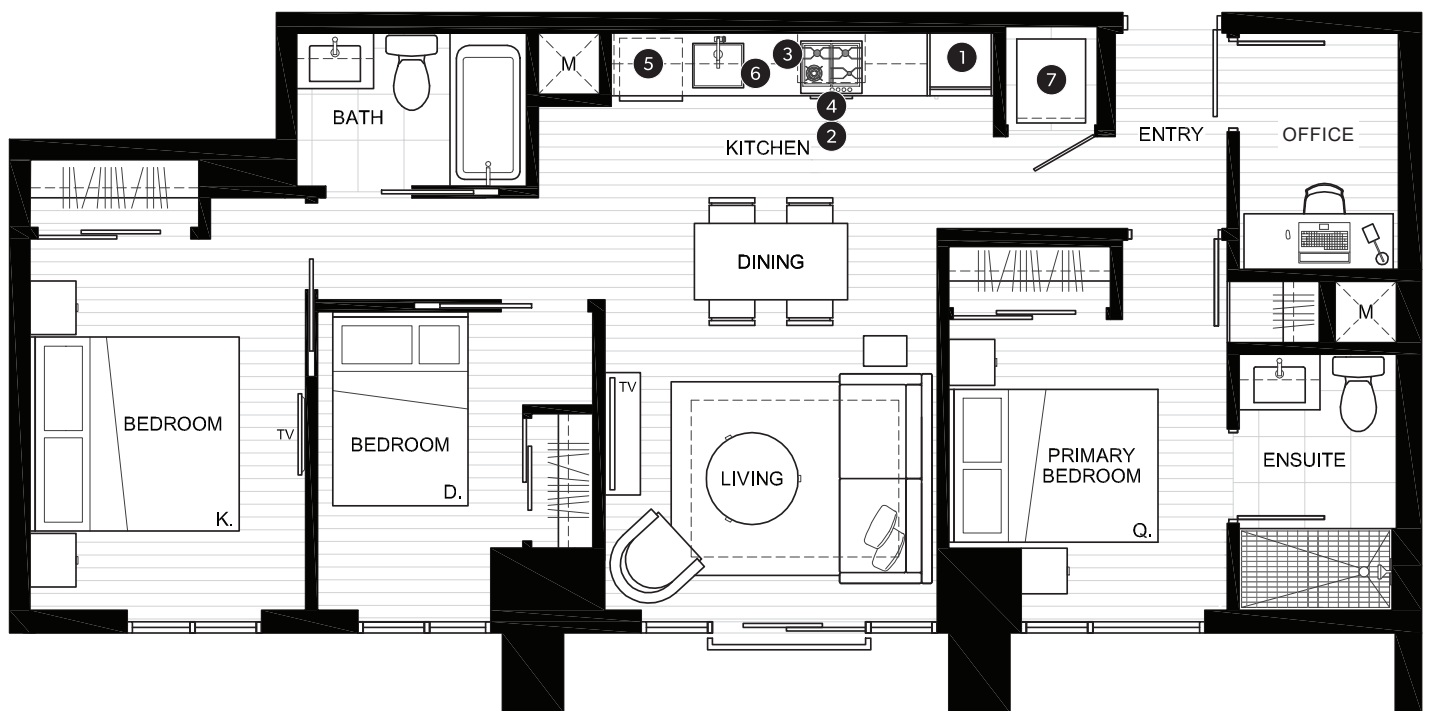 M
5
6
3
1
7
4
2
BATH
KITCHEN
ENTRY
OFFICE
DINING
M
TV
BEDROOM
TV
BEDROOM
D.
K.
LIVING
PRIMARY
BEDROOM
Q.
ENSUITE